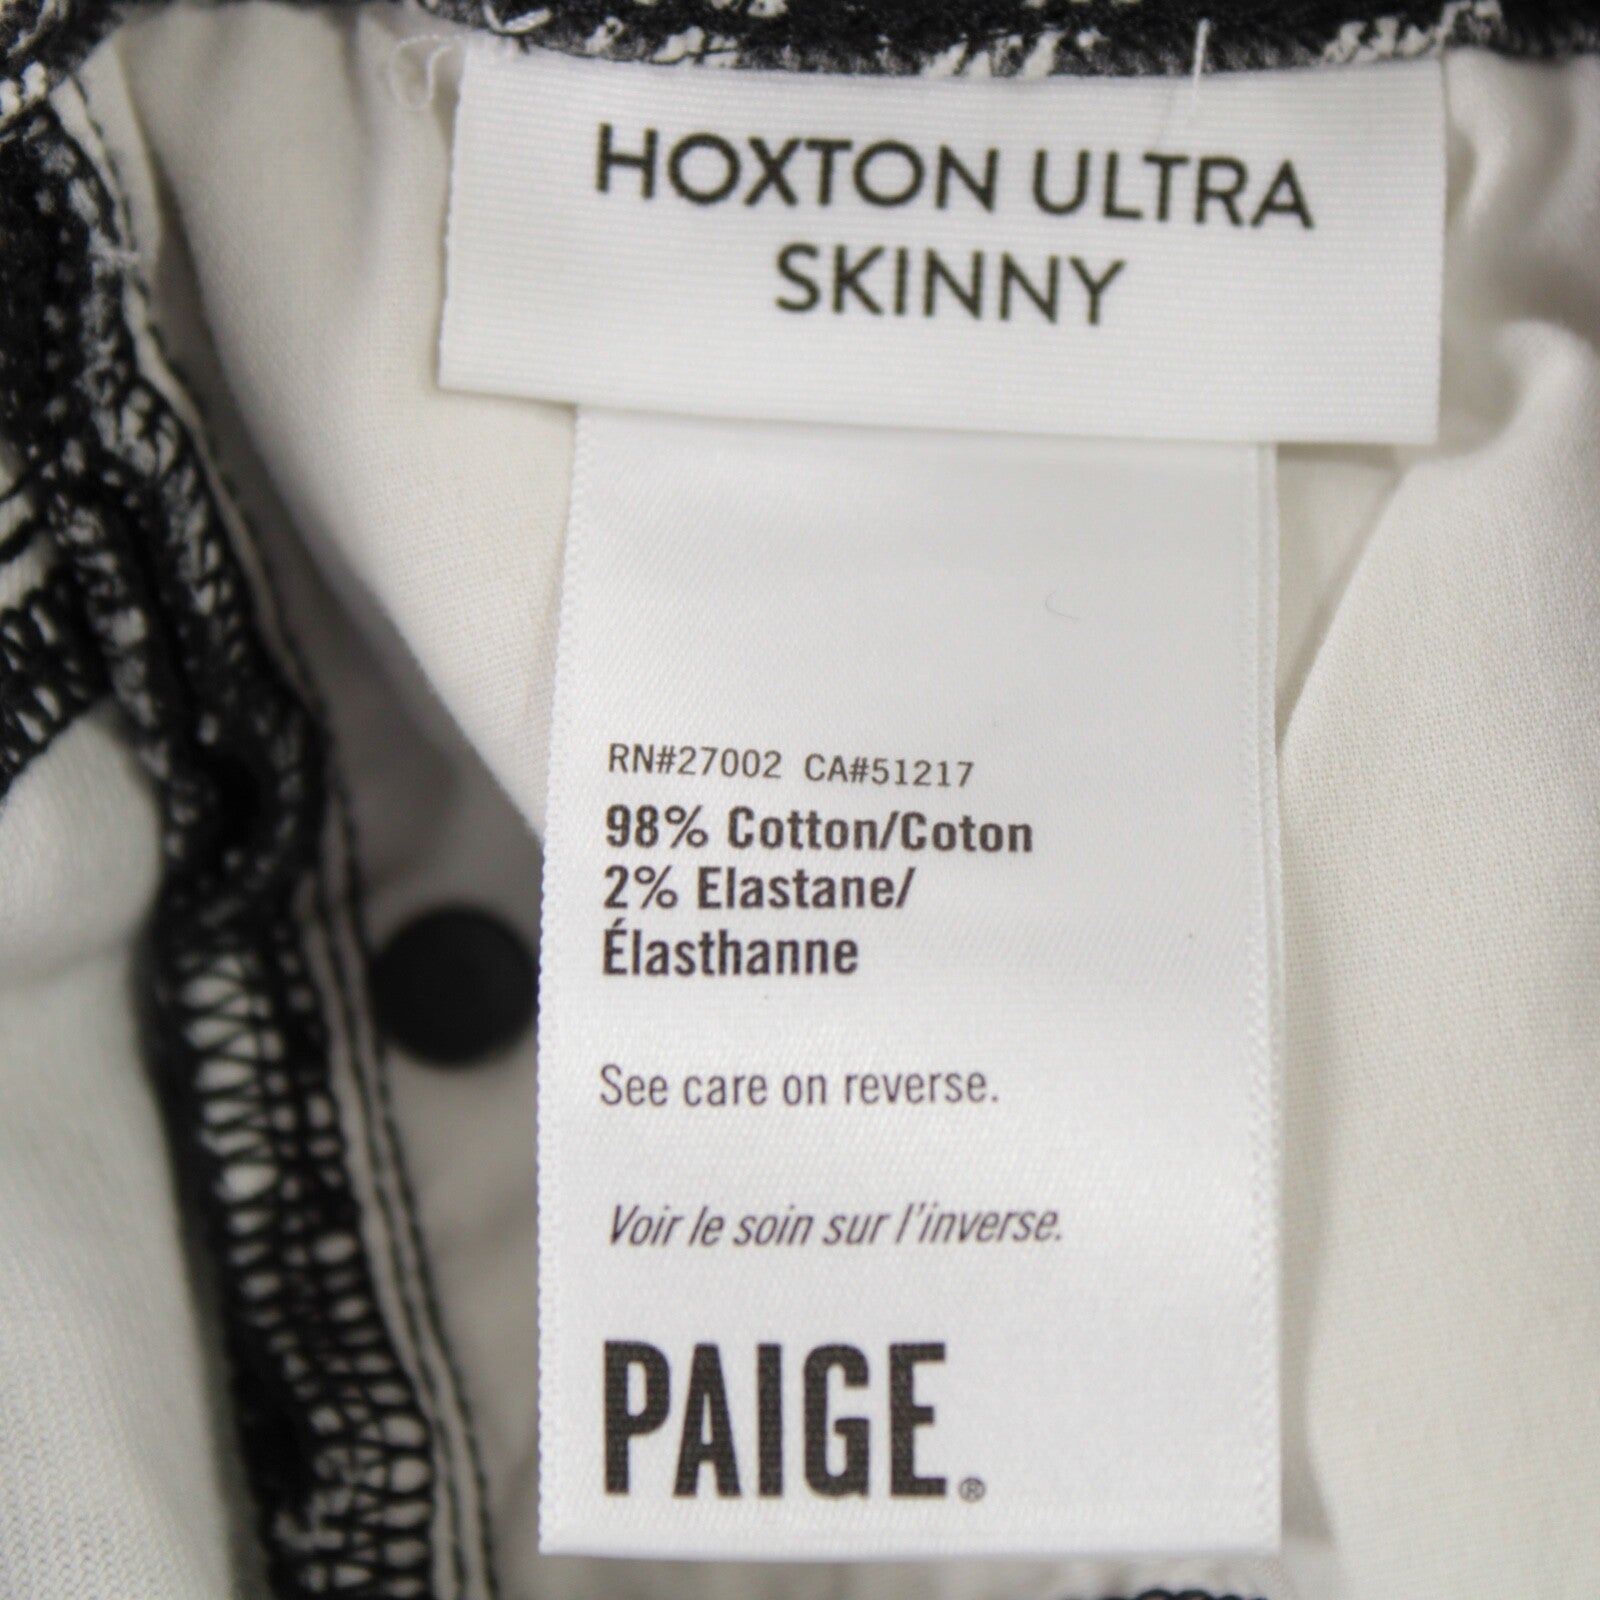 HOXTON ULTRA
SKINNY
RN#27002 CA#51217
98% Cotton/Coton
2% Elastane/
Élasthanne
See care on reverse.
Voir le soin sur l'inverse.
PAIGE®